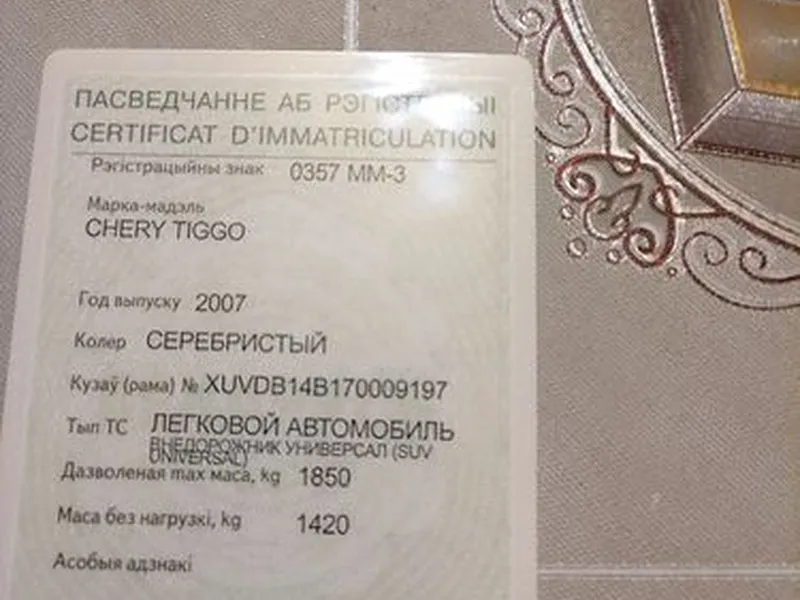 ПАСВЕДЧАННЕ АБ
CERTIFICAT D'IMMATRICULATION
Рэгістрацыйны знак 0357 MM-3
Марка-мадэль
CHERY TIGGO
Год выпуску 2007
Колер СЕРЕБРИСТЫЙ
Кузаў (рама) № XUVDB14B170009197
Тып ТС ЛЕГКОВОЙ АВТОМОБИЛЬ
ВНЕДОРОЖНИК УНИВЕРСАЛ (SUV
UNIVERSAL)
Дазволеная max маса, kg 1850
Маса без нагрузкі, kg 1420
Асобыя адзнакі